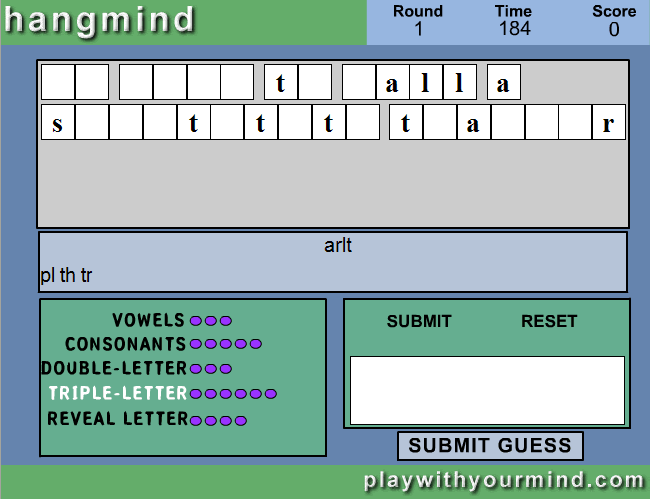 hangmind
Round
1
Time
184
Score
0
t all a
s t t t t a r
arlt
pl th tr
VOWELS
CONSONANTS
DOUBLE-LETTER
TRIPLE-LETTER
REVEAL LETTER
SUBMIT RESET
SUBMIT GUESS
playwithyourmind.com